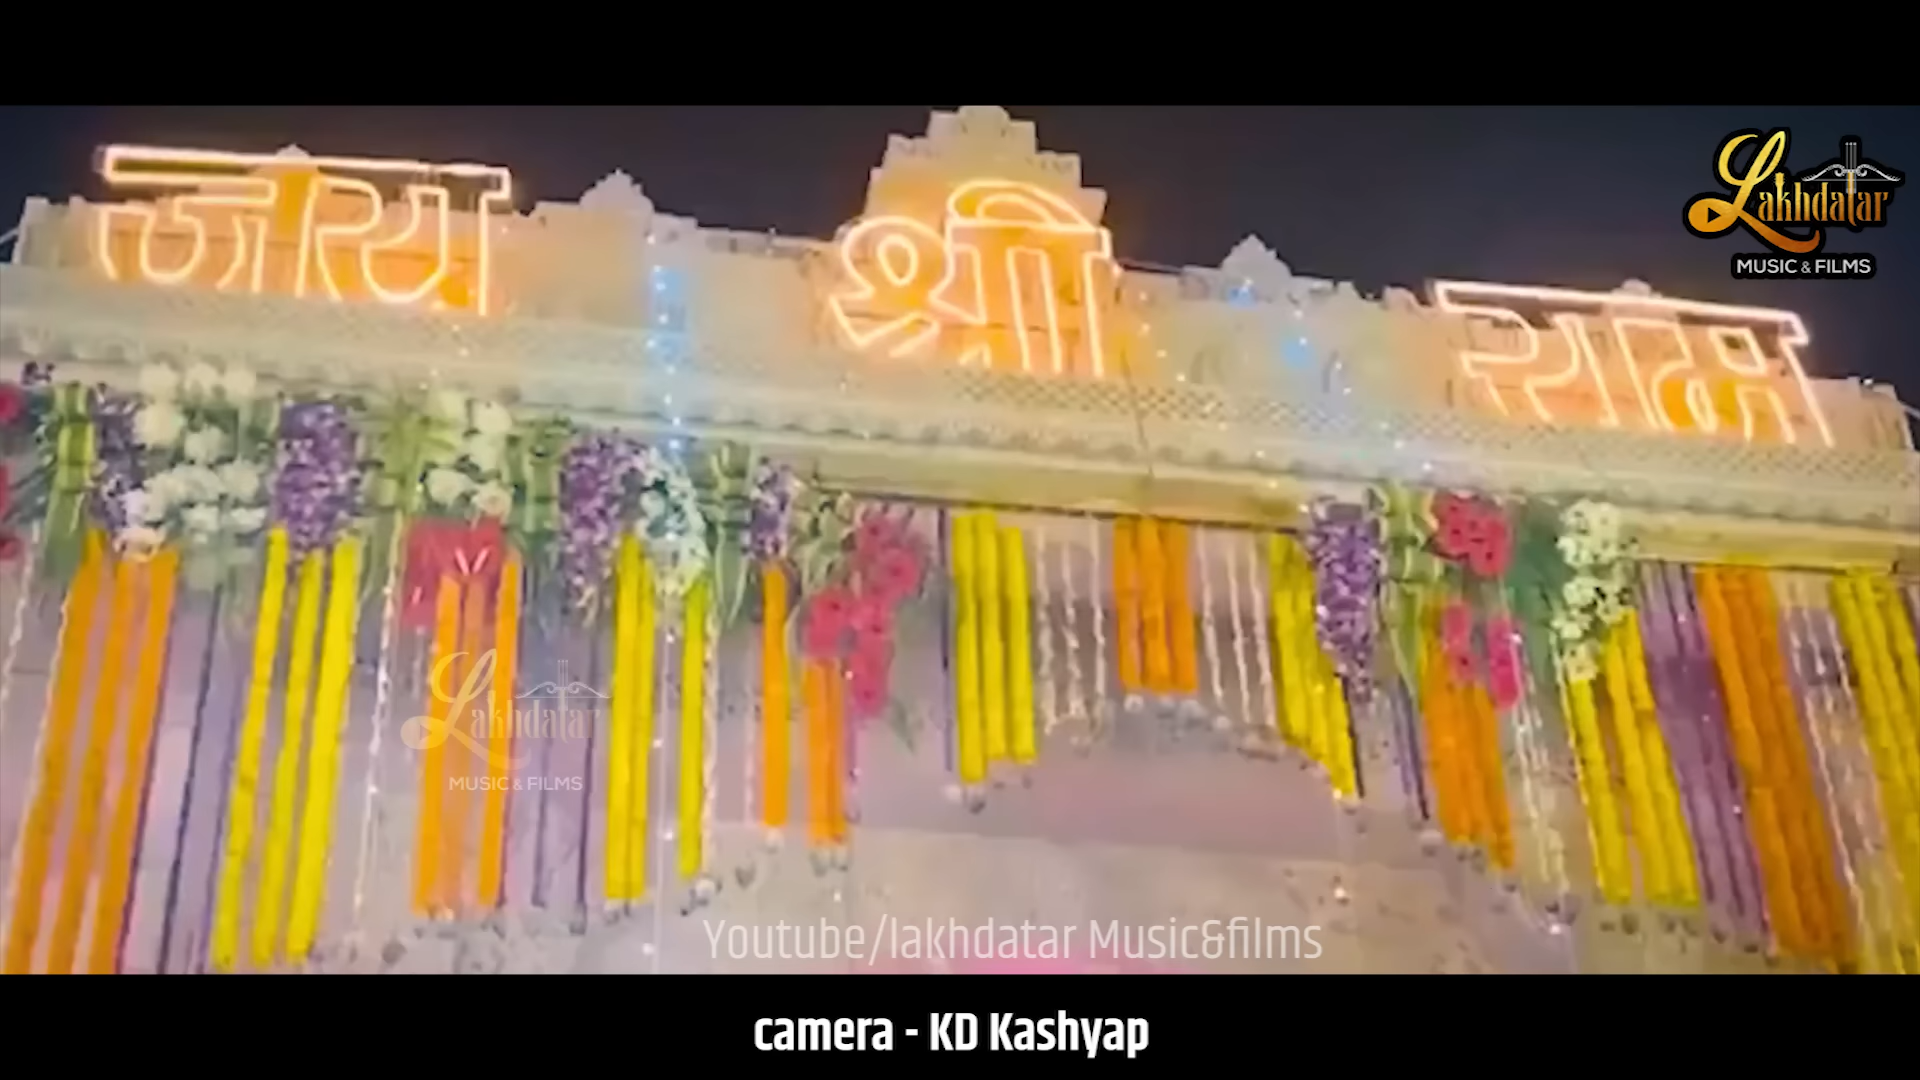 जय श्री राम
Lakhdatar
MUSIC & FILMS
Lakhdatar
MUSIC & FILMS
Youtube/lakhdatar Music&films
camera - KD Kashyap